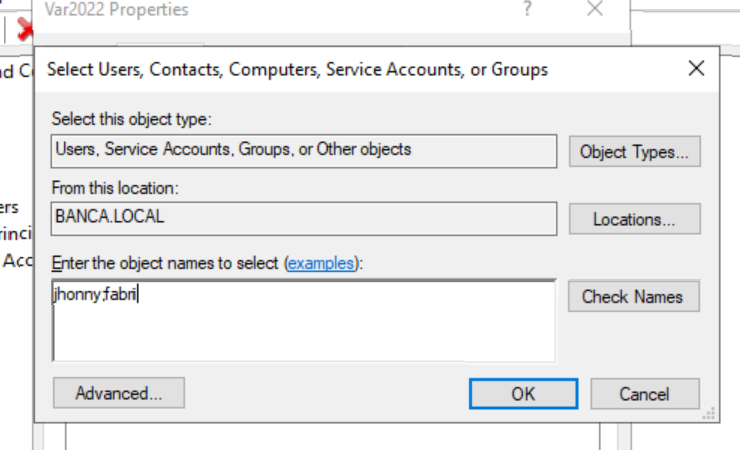 Var2022 Properties
?
Select Users, Contacts, Computers, Service Accounts, or Groups
Select this object type:
Users, Service Accounts, Groups, or Other objects
Object Types...
From this location:
BANCA.LOCAL
Locations...
Enter the object names to select (examples):
jhonny;fabri
Check Names
Advanced...
OK
Cancel
nd C
ers
rinci
Acc